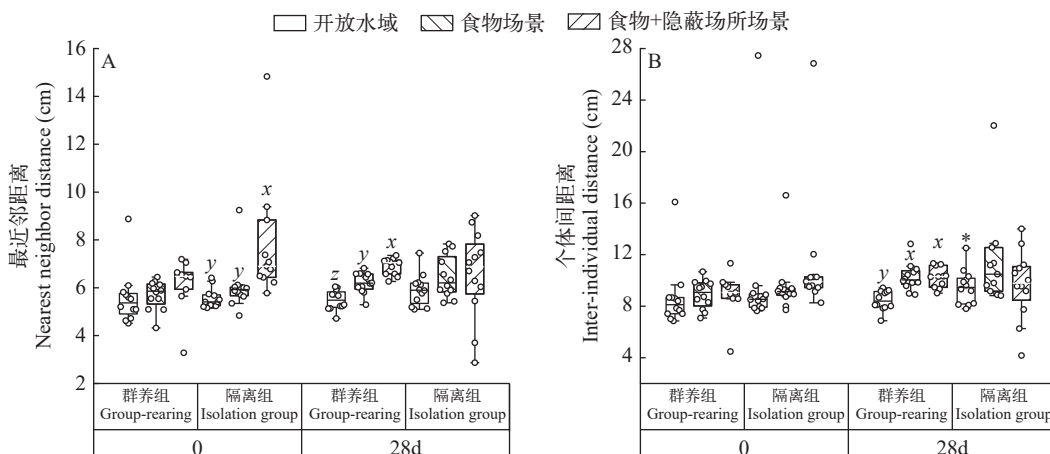 开放水域 食物场景 食物+隐蔽场所场景
A
最近邻距离
Nearest neighbor distance (cm)
16
14
12
10
8
6
4
2
y y x z y x
群养组 隔离组 群养组 隔离组
Group-rearing Isolation group Group-rearing Isolation group
0 28d
B
个体间距离
Inter-individual distance (cm)
28
24
20
16
12
8
4
y x x *
群养组 隔离组 群养组 隔离组
Group-rearing Isolation group Group-rearing Isolation group
0 28d